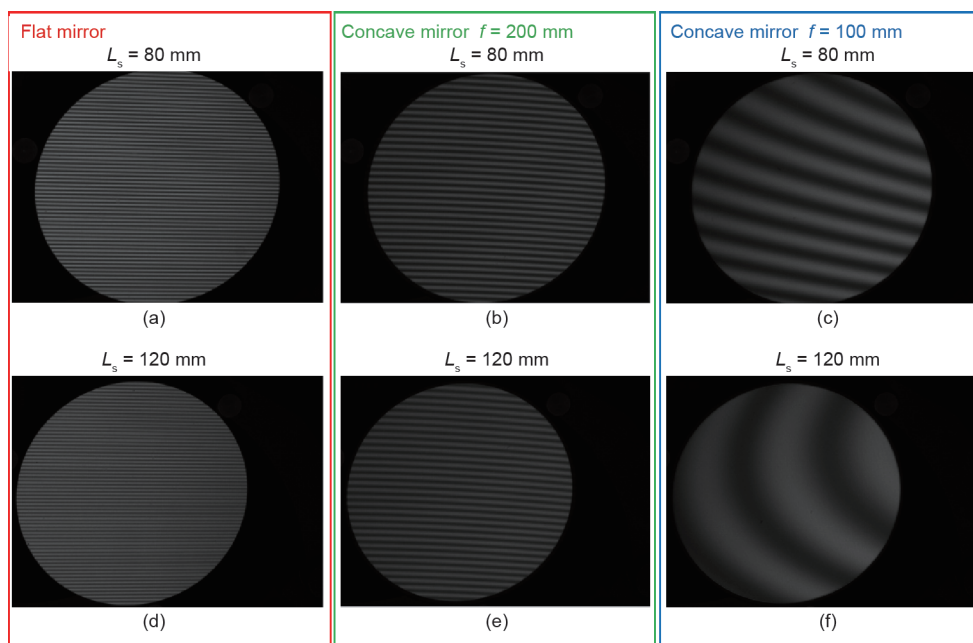 Flat mirror
Lₛ = 80 mm
(a)
Concave mirror f = 200 mm
Lₛ = 80 mm
(b)
Concave mirror f = 100 mm
Lₛ = 80 mm
(c)
Lₛ = 120 mm
(d)
Lₛ = 120 mm
(e)
Lₛ = 120 mm
(f)